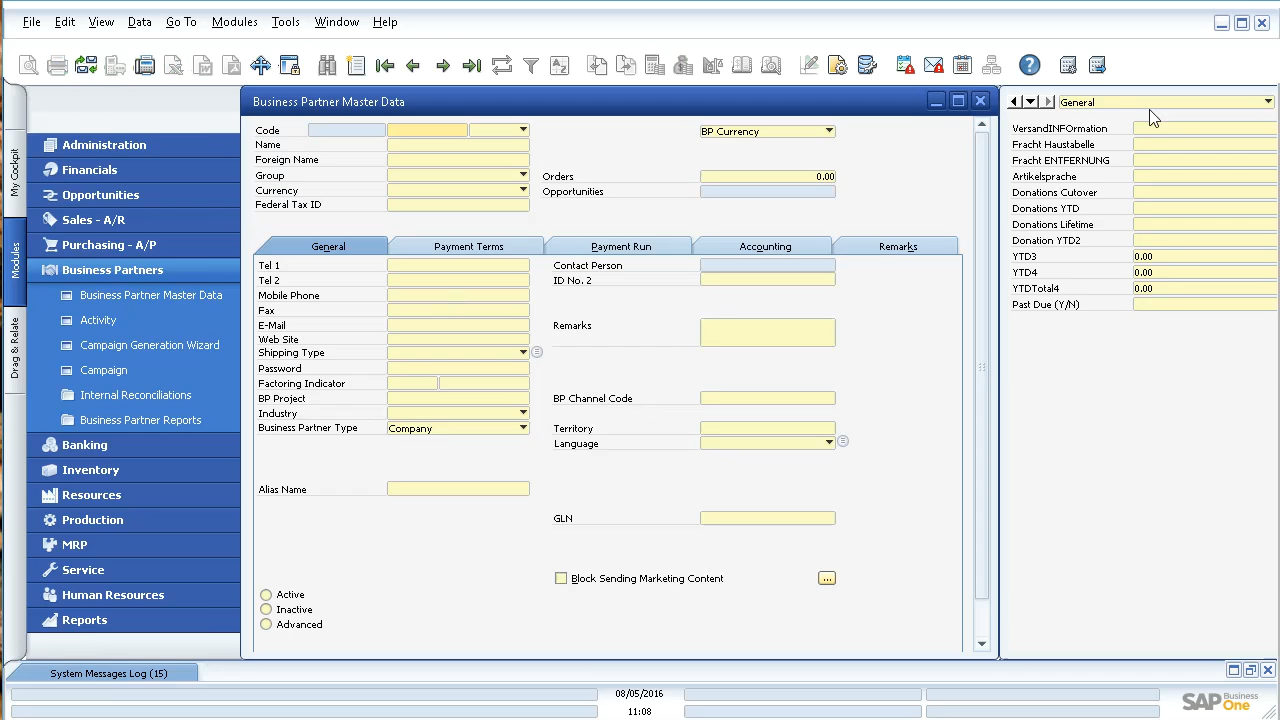 File Edit View Data Go To Modules Tools Window Help
My Cockpit
Modules
Drag & Relate
Administration
Financials
Opportunities
Sales - A/R
Purchasing - A/P
Business Partners
Business Partner Master Data
Activity
Campaign Generation Wizard
Campaign
Internal Reconciliations
Business Partner Reports
Banking
Inventory
Resources
Production
MRP
Service
Human Resources
Reports
Business Partner Master Data
Code
Name
Foreign Name
Group
Currency
Federal Tax ID
BP Currency
Orders 0.00
Opportunities
General Payment Terms Payment Run Accounting Remarks
Tel 1
Tel 2
Mobile Phone
Fax
E-Mail
Web Site
Shipping Type
Password
Factoring Indicator
BP Project
Industry
Business Partner Type Company
Alias Name
Contact Person
ID No. 2
Remarks
BP Channel Code
Territory
Language
GLN
Block Sending Marketing Content ...
Active
Inactive
Advanced
General
VersandINFOrmation
Fracht Haustabelle
Fracht ENTFERNUNG
Artikelsprache
Donations Cutover
Donations YTD
Donations Lifetime
Donation YTD2
YTD3 0.00
YTD4 0.00
YTDTotal4 0.00
Past Due (Y/N)
System Messages Log (15)
08/05/2016
11:08
SAP Business One